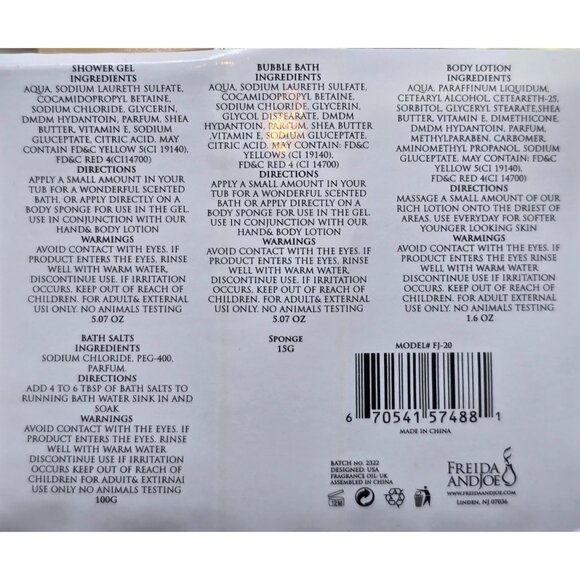 SHOWER GEL
INGREDIENTS
AQUA, SODIUM LAURETH SULFATE,
COCAMIDOPROPYL BETAINE,
SODIUM CHLORIDE, GLYCERIN,
DMDM HYDANTOIN, PARFUM, SHEA
BUTTER, VITAMIN E, SODIUM
GLUCEPTATE, CITRIC ACID. MAY
CONTAIN: FD&C YELLOW 5(CI 19140),
FD&C RED 4(CI14700)
DIRECTIONS
APPLY A SMALL AMOUNT IN YOUR
TUB FOR A WONDERFUL SCENTED
BATH, OR APPLY DIRECTLY ON A
BODY SPONGE FOR USE IN THE GEL.
USE IN CONJUNCTION WITH OUR
HAND& BODY LOTION
WARNINGS
AVOID CONTACT WITH THE EYES. IF
PRODUCT ENTERS THE EYES, RINSE
WELL WITH WARM WATER,
DISCONTINUE USE. IF IRRITATION
OCCURS. KEEP OUT OF REACH OF
CHILDREN. FOR ADULT& EXTERNAL
USE ONLY. NO ANIMALS TESTING
5.07 OZ
BUBBLE BATH
INGREDIENTS
AQUA, SODIUM LAURETH SULFATE,
COCAMIDOPROPYL BETAINE,
SODIUM CHLORIDE, GLYCERIN,
GLYCOL DISTEARATE, DMDM
HYDANTOIN, PARFUM, SHEA BUTTER
VITAMIN E, SODIUM GLUCEPTATE,
CITRIC ACID. MAY CONTAIN: FD&C
YELLOW5 (CI 19140),
FD&C RED 4 (CI 14700)
DIRECTIONS
APPLY A SMALL AMOUNT IN YOUR
TUB FOR A WONDERFUL SCENTED
BATH, OR APPLY DIRECTLY ON A
BODY SPONGE FOR USE IN THE GEL.
USE IN CONJUNCTION WITH OUR
HAND& BODY LOTION
WARNINGS
AVOID CONTACT WITH THE EYES. IF
PRODUCT ENTERS THE EYES, RINSE
WELL WITH WARM WATER,
DISCONTINUE USE. IF IRRITATION
OCCURS. KEEP OUT OF REACH OF
CHILDREN. FOR ADULT& EXTERNAL
USE ONLY. NO ANIMALS TESTING
5.07 OZ
BODY LOTION
INGREDIENTS
AQUA, PARAFFINUM LIQUIDUM,
CETEARYL ALCOHOL, CETEARETH-25,
SORBITOL, GLYCERYL STEARATE,SHEA
BUTTER, VITAMIN E, DIMETHICONE,
DMDM HYDANTOIN, PARFUM,
METHYLPARABEN, CARBOMER,
AMINOMETHYL PROPANOL, SODIUM
GLUCEPTATE. MAY CONTAIN: FD&C
YELLOW 5(CI 19140),
FD&C RED 4(CI 14700)
DIRECTIONS
MASSAGE A SMALL AMOUNT OF OUR
RICH LOTION ONTO THE DRIEST OF
AREAS. USE EVERYDAY FOR SOFTER
YOUNGER LOOKING SKIN
WARNINGS
AVOID CONTACT WITH THE EYES. IF
PRODUCT ENTERS THE EYES, RINSE
WELL WITH WARM WATER,
DISCONTINUE USE. IF IRRITATION
OCCURS. KEEP OUT OF REACH OF
CHILDREN. FOR ADULT& EXTERNAL
USE ONLY. NO ANIMALS TESTING
1.6 OZ
BATH SALTS
INGREDIENTS
SODIUM CHLORIDE, PEG-400,
PARFUM.
DIRECTIONS
ADD 4 TO 6 TBSP OF BATH SALTS TO
RUNNING BATH WATER SINK IN AND
SOAK
WARNINGS
AVOID CONTACT WITH THE EYES. IF
PRODUCT ENTERS THE EYES, RINSE
WELL WITH WARM WATER,
DISCONTINUE USE. IF IRRITATION
OCCURS. KEEP OUT OF REACH OF
CHILDREN. FOR ADULT& EXTIRNAI
USE ONLY. NO ANIMALS TESTING
100G
SPONGE
15G
MODEL# FJ-20
6 70541 57488 1
MADE IN CHINA
BATCH NO. 2322
DESIGNED: USA
FRAGRANCE OIL: UK
ASSEMBLED IN CHINA
12M
FREIDA
ANDJOE
WWW.FREIDAANDJOE.COM
LINDEN, NJ 07036